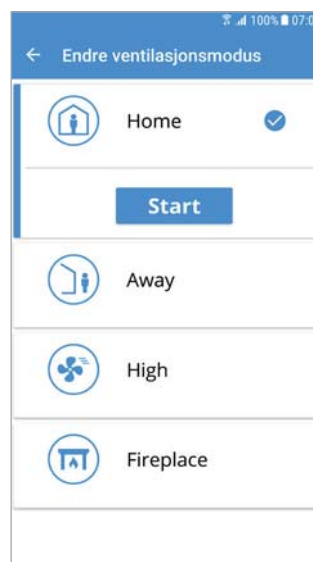 100% 07:0
Endre ventilasjonsmodus
Home
Start
Away
High
Fireplace